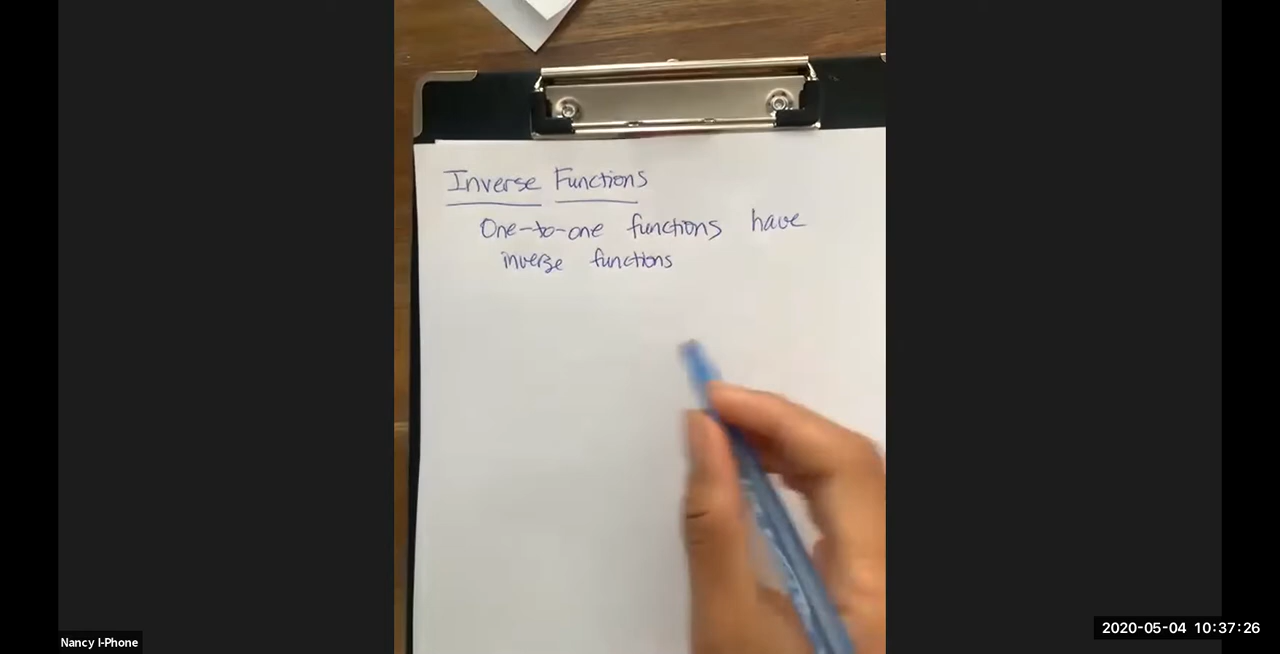 Inverse Functions
One-to-one functions have
inverse functions
Nancy I-Phone
2020-05-04 10:37:26